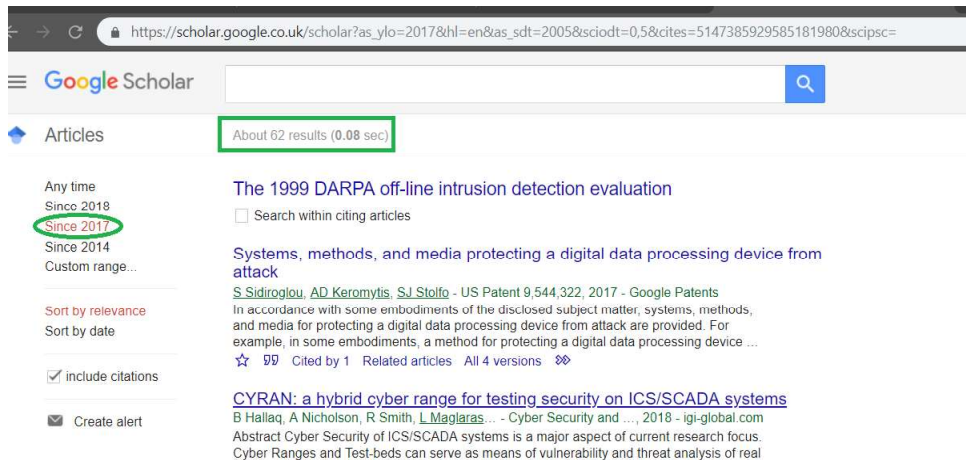 https://scholar.google.co.uk/scholar?as_ylo=2017&hl=en&as_sdt=2005&sciodt=0,5&cites=5147385929585181980&scipsc=
Google Scholar
Articles
About 62 results (0.08 sec)
Any time
Since 2018
Since 2017
Since 2014
Custom range...
Sort by relevance
Sort by date
include citations
Create alert
The 1999 DARPA off-line intrusion detection evaluation
Search within citing articles
Systems, methods, and media protecting a digital data processing device from
attack
S Sidiroglou, AD Keromytis, SJ Stolfo - US Patent 9,544,322, 2017 - Google Patents
In accordance with some embodiments of the disclosed subject matter, systems, methods,
and media for protecting a digital data processing device from attack are provided. For
example, in some embodiments, a method for protecting a digital data processing device ...
Cited by 1 Related articles All 4 versions
CYRAN: a hybrid cyber range for testing security on ICS/SCADA systems
B Hallaq, A Nicholson, R Smith, L Maglaras... - Cyber Security and ..., 2018 - igi-global.com
Abstract Cyber Security of ICS/SCADA systems is a major aspect of current research focus.
Cyber Ranges and Test-beds can serve as means of vulnerability and threat analysis of real